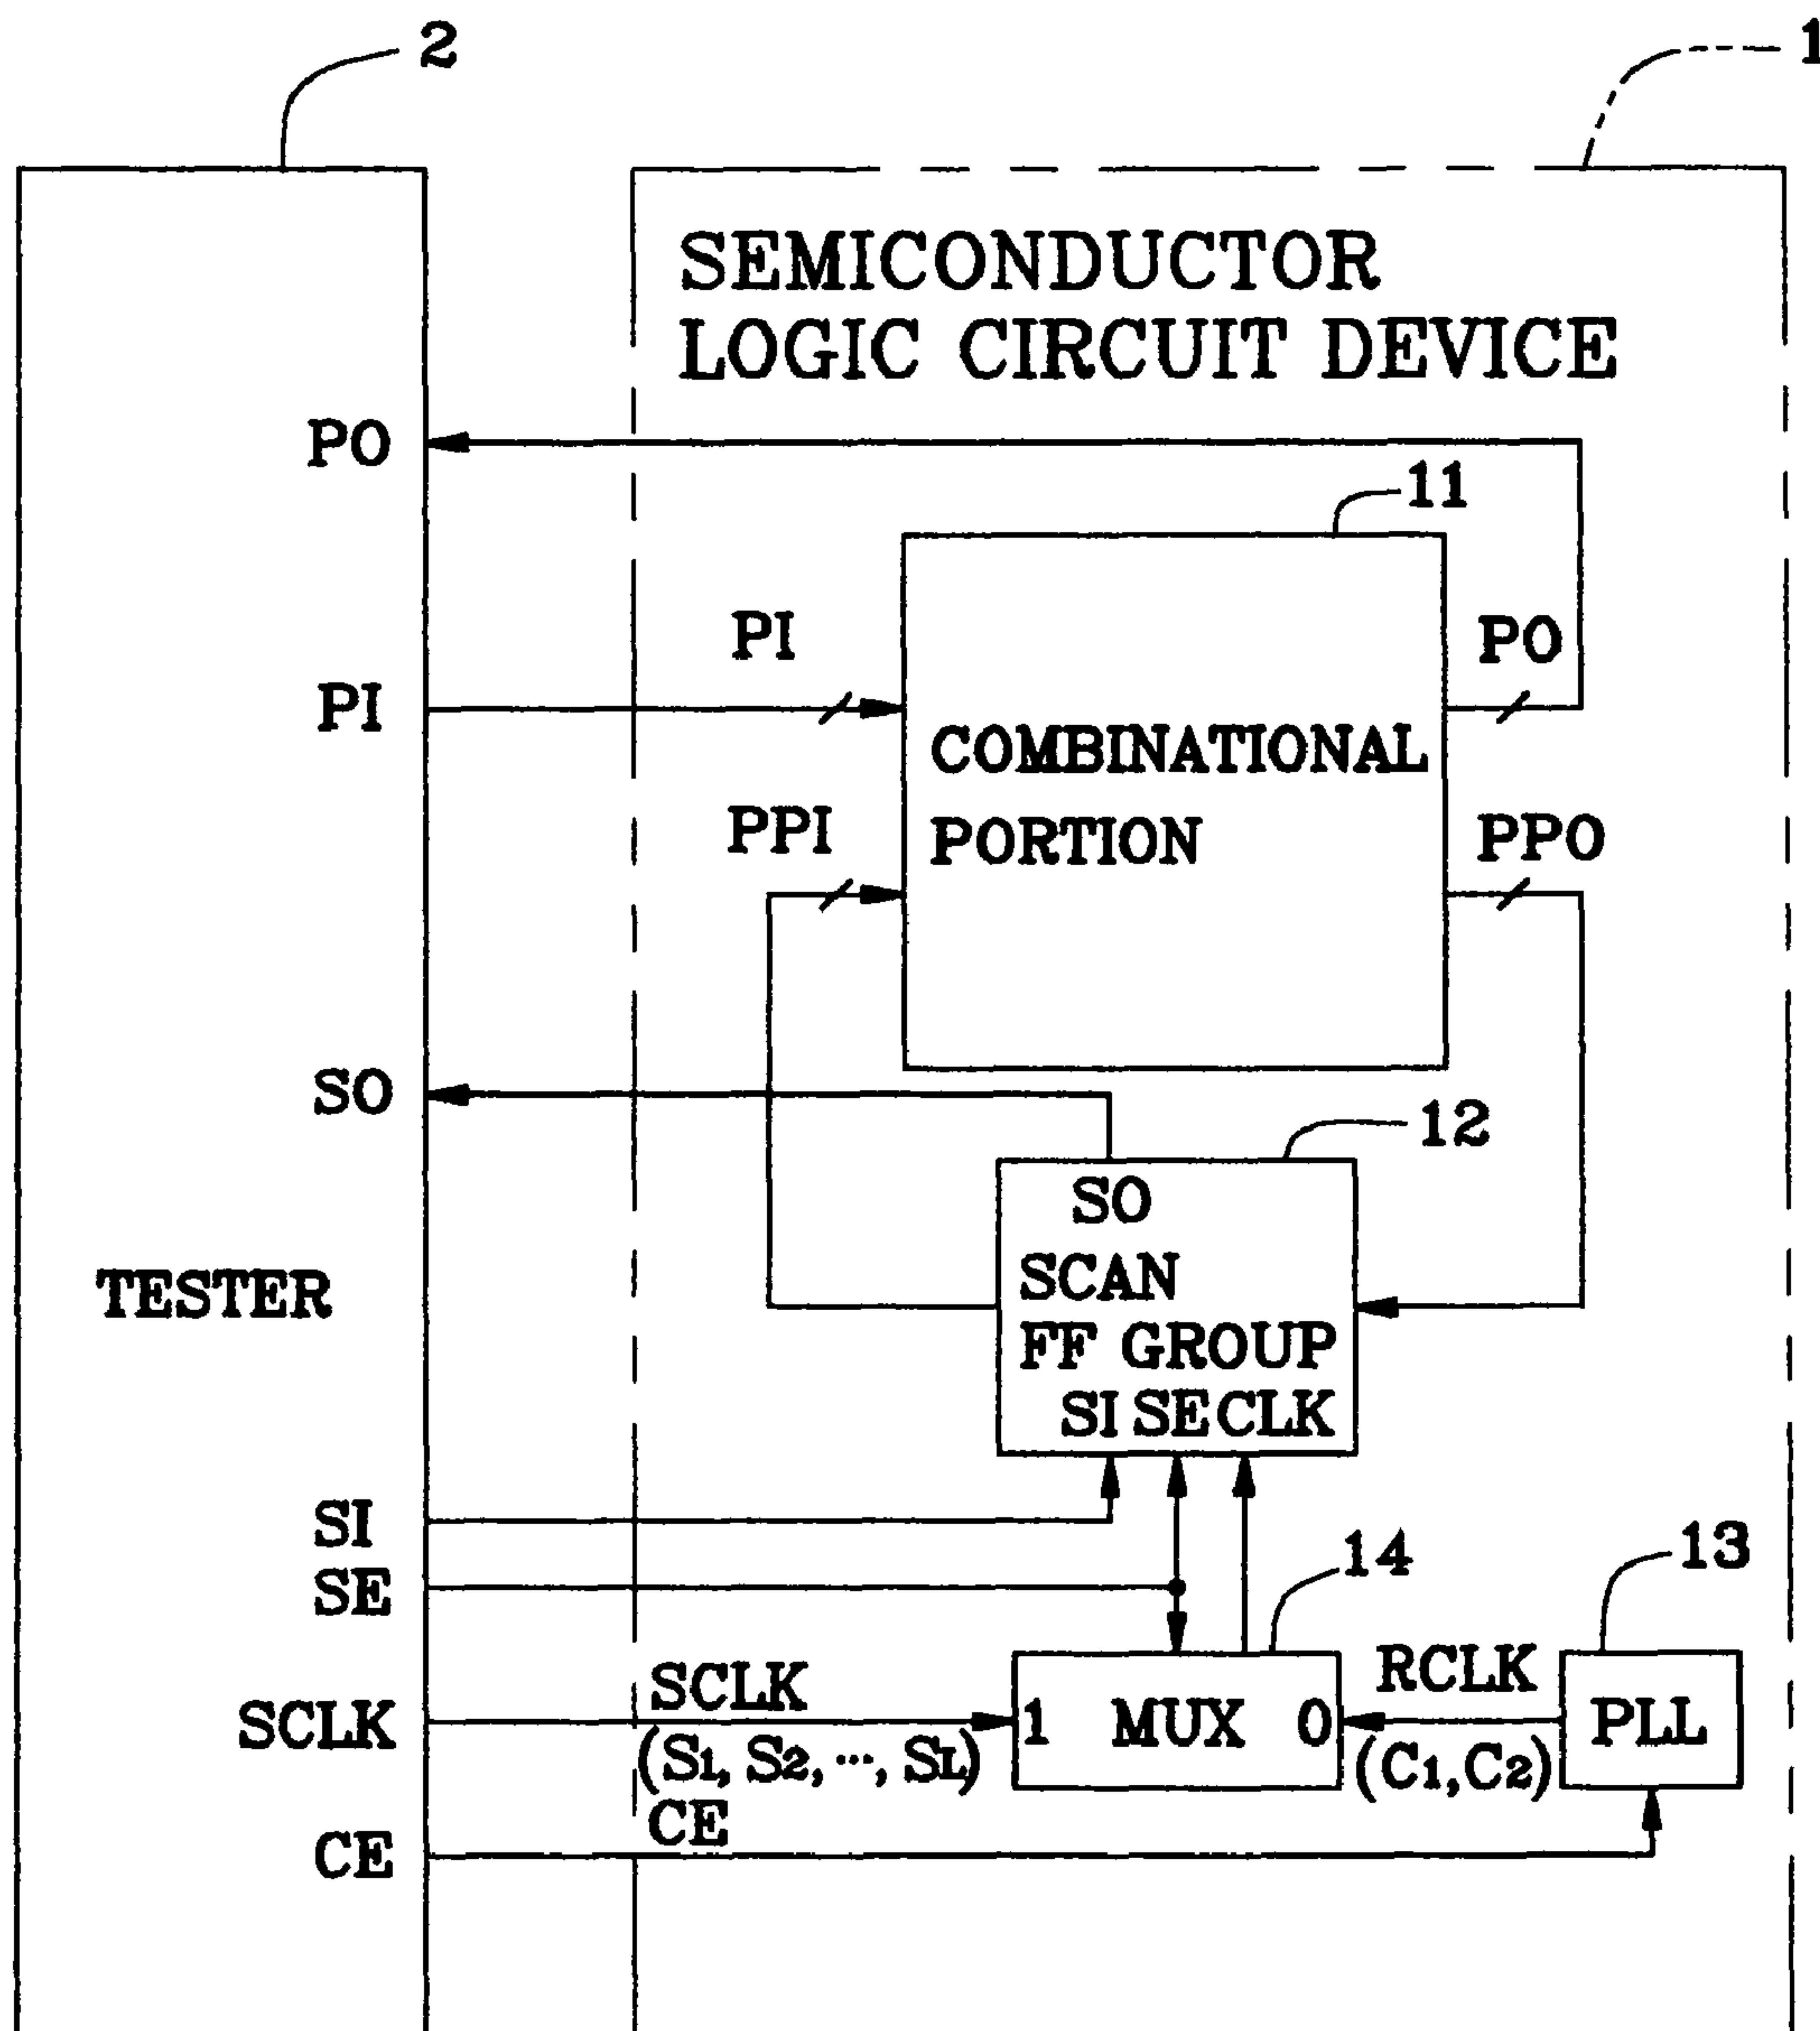 2
1
SEMICONDUCTOR
LOGIC CIRCUIT DEVICE
PO
11
PI
PO
PI
COMBINATIONAL
PORTION
PPI
PPO
SO
12
SO
SCAN
FF GROUP
SI SE CLK
TESTER
SI
SE
14
13
SCLK
SCLK
(S1, S2, ..., SL)
1 MUX 0
RCLK
(C1, C2)
PLL
CE
CE